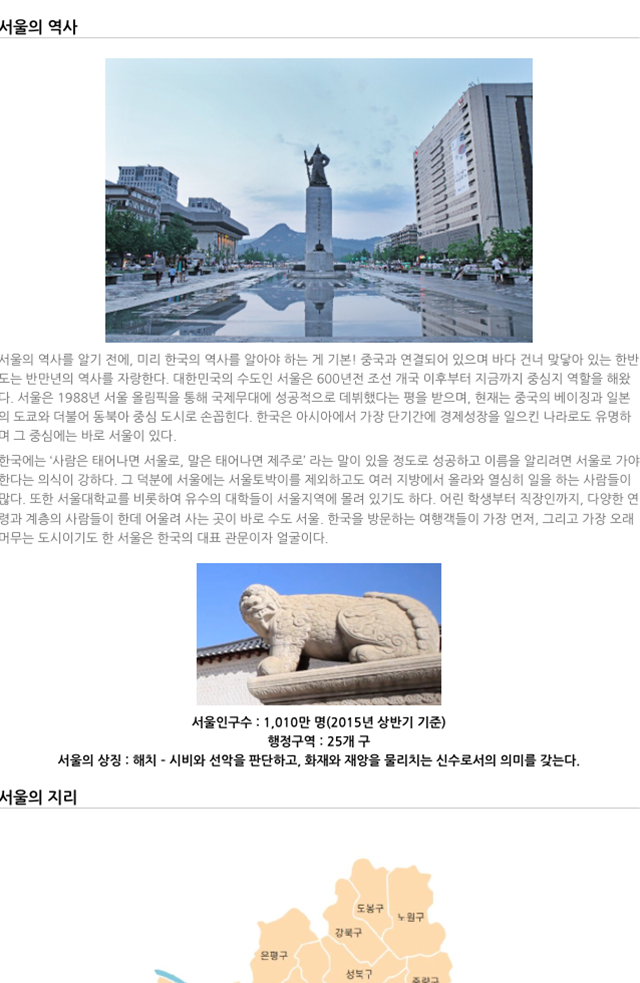 서울의 역사
서울의 역사를 알기 전에, 미리 한국의 역사를 알아야 하는 게 기본! 중국과 연결되어 있으며 바다 건너 맞닿아 있는 한반
도는 반만년의 역사를 자랑한다. 대한민국의 수도인 서울은 600년전 조선 개국 이후부터 지금까지 중심지 역할을 해왔
다. 서울은 1988년 서울 올림픽을 통해 국제무대에 성공적으로 데뷔했다는 평을 받으며, 현재는 중국의 베이징과 일본
의 도쿄와 더불어 동북아 중심 도시로 손꼽힌다. 한국은 아시아에서 가장 단기간에 경제성장을 일으킨 나라로도 유명하
며 그 중심에는 바로 서울이 있다.
한국에는 ‘사람은 태어나면 서울로, 말은 태어나면 제주로’ 라는 말이 있을 정도로 성공하고 이름을 알리려면 서울로 가야
한다는 의식이 강하다. 그 덕분에 서울에는 서울토박이를 제외하고도 여러 지방에서 올라와 열심히 일을 하는 사람들이
많다. 또한 서울대학교를 비롯하여 유수의 대학들이 서울지역에 몰려 있기도 하다. 어린 학생부터 직장인까지, 다양한 연
령과 계층의 사람들이 한데 어울려 사는 곳이 바로 수도 서울. 한국을 방문하는 여행객들이 가장 먼저, 그리고 가장 오래
머무는 도시이기도 한 서울은 한국의 대표 관문이자 얼굴이다.
서울인구수 : 1,010만 명(2015년 상반기 기준)
행정구역 : 25개 구
서울의 상징 : 해치 - 시비와 선악을 판단하고, 화재와 재앙을 물리치는 신수로서의 의미를 갖는다.
서울의 지리
도봉구
노원구
강북구
은평구
성북구
중랑구